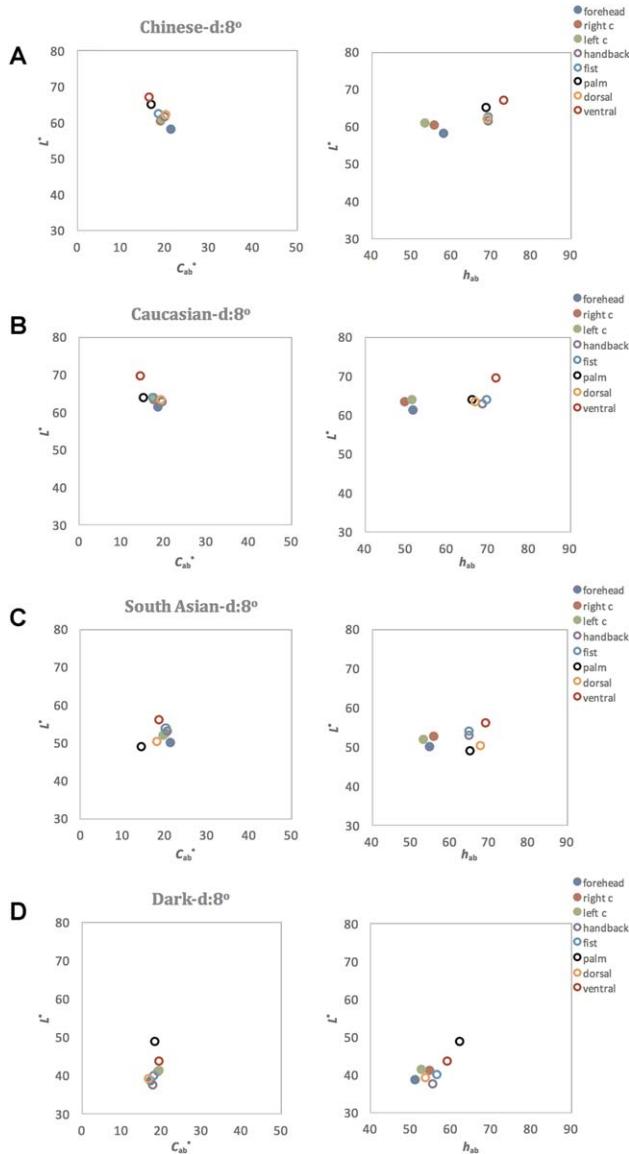 A
Chinese-d:8º
L*
80
70
60
50
40
30
0 10 20 30 40 50
Cab*
L*
80
70
60
50
40
30
40 50 60 70 80 90
hab
forehead
right c
left c
handback
fist
palm
dorsal
ventral
B
Caucasian-d:8º
L*
80
70
60
50
40
30
0 10 20 30 40 50
Cab*
L*
80
70
60
50
40
30
40 50 60 70 80 90
hab
forehead
right c
left c
handback
fist
palm
dorsal
ventral
C
South Asian-d:8º
L*
80
70
60
50
40
30
0 10 20 30 40 50
Cab*
L*
80
70
60
50
40
30
40 50 60 70 80 90
hab
forehead
right c
left c
handback
fist
palm
dorsal
ventral
D
Dark-d:8º
L*
80
70
60
50
40
30
0 10 20 30 40 50
Cab*
L*
80
70
60
50
40
30
40 50 60 70 80 90
hab
forehead
right c
left c
handback
fist
palm
dorsal
ventral